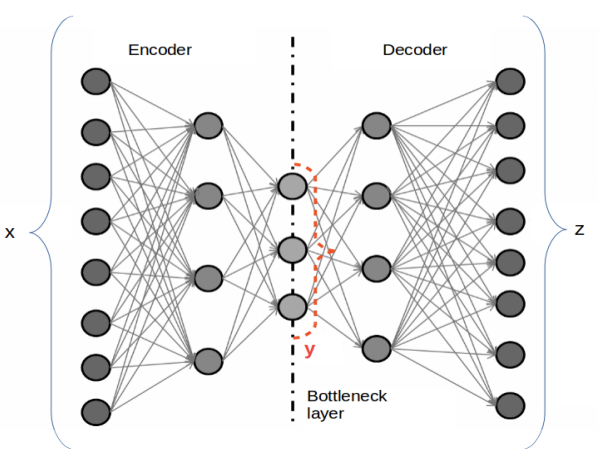 Encoder
Decoder
x
z
y
Bottleneck
layer